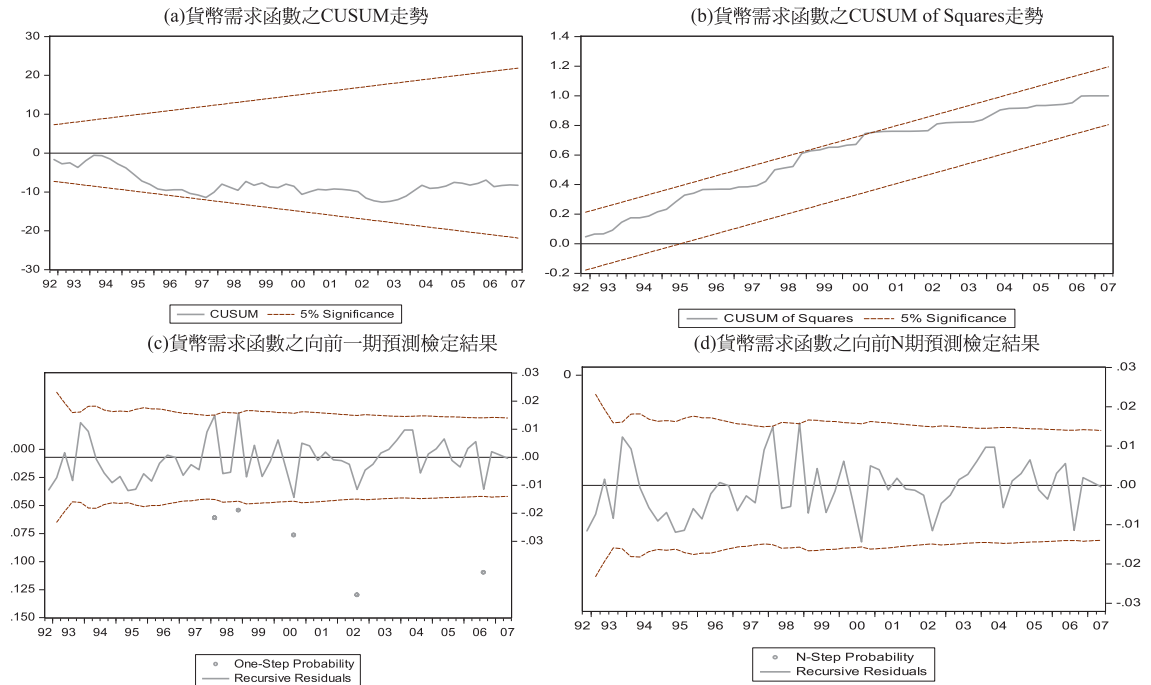 (a)貨幣需求函數之CUSUM走勢
30
20
10
0
-10
-20
-30
92 93 94 95 96 97 98 99 00 01 02 03 04 05 06 07
CUSUM 5% Significance
(b)貨幣需求函數之CUSUM of Squares走勢
1.4
1.2
1.0
0.8
0.6
0.4
0.2
0.0
-0.2
92 93 94 95 96 97 98 99 00 01 02 03 04 05 06 07
CUSUM of Squares 5% Significance
(c)貨幣需求函數之向前一期預測檢定結果
.03
.02
.01
.00
-.01
-.02
-.03
.000
.025
.050
.075
.100
.125
.150
92 93 94 95 96 97 98 99 00 01 02 03 04 05 06 07
One-Step Probability
Recursive Residuals
(d)貨幣需求函數之向前N期預測檢定結果
0
.03
.02
.01
.00
-.01
-.02
-.03
92 93 94 95 96 97 98 99 00 01 02 03 04 05 06 07
N-Step Probability
Recursive Residuals